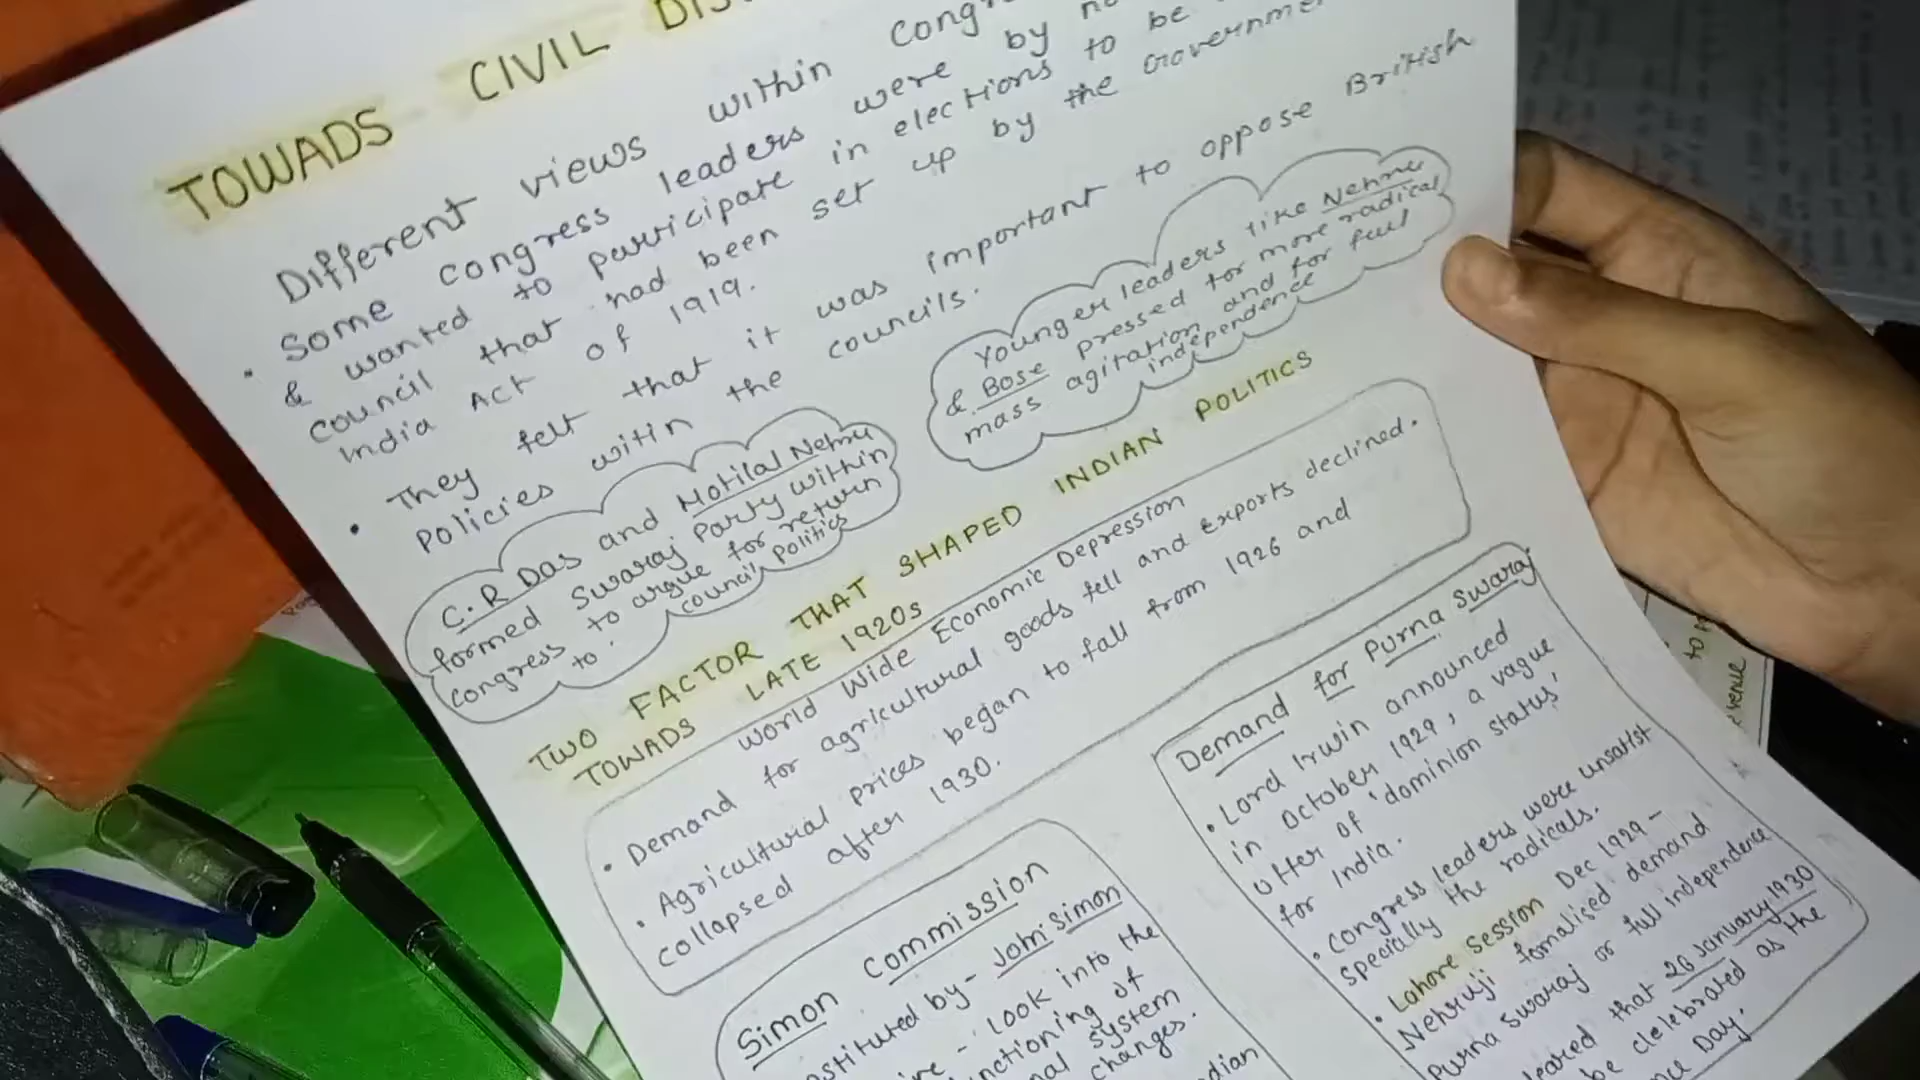 TOWADS CIVIL
Different views within
• Some congress leaders were by
& wanted to participate in elections to be
council that had been set up by the
India Act of 1919.
• They felt that it was important to oppose British
policies witin the councils.
Younger leaders like Nehru
& Bose pressed for more radical
mass agitation and for full
independence
C.R Das and Motilal Nehru
formed Swaraj Party within
congress to argue for return
to council politics
TWO FACTOR THAT SHAPED INDIAN POLITICS
TOWADS LATE 1920s
World Wide Economic Depression
• Demand for agricultural goods fell and exports declined.
• Agricultural prices began to fall from 1926 and
collapsed after 1930.
Simon Commission
by - John Simon
- Look into the
of
system
changes.
Demand for Purna Swaraj
• Lord Irwin announced
in October 1929, a vague
offer of 'dominion status'
for India.
• Congress leaders were
specially the radicals.
• Lahore Session Dec 1929 -
Nehruji fomalised demand
Purna Swaraj or full independence
that 26 January 1930
be celebrated as the
Day.
to